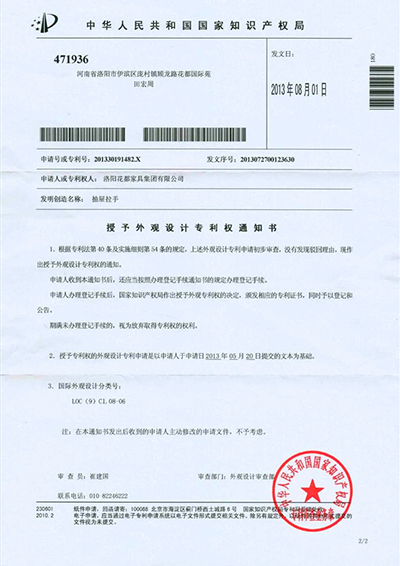 中华人民共和国国家知识产权局
471936
发文日：
河南省洛阳市伊滨区庞村镇顾龙路花都国际苑
田宏周
2013年08月01日
申请号或专利号：201330191482.X
发文序号：2013072700123630
申请人或专利权人：洛阳花都家具集团有限公司
发明创造名称：抽屉拉手
授予外观设计专利权通知书
1．根据专利法第 40 条及实施细则第 54 条的规定，上述外观设计专利申请初步审查，没有发现驳回理由，现作
出授予外观设计专利权的通知。
申请人收到本通知书后，还应当按照办理登记手续通知书的规定办理登记手续。
申请人办理登记手续后，国家知识产权局作出授予外观专利权的决定，颁发相应的专利证书，同时予以登记和
公告。
期满未办理登记手续的，视为放弃取得专利权的权利。
2．授予专利权的外观设计专利申请是以申请人于申请日 2013 年 05 月 20 日提交的文本为基础。
3．国际外观设计分类号：
LOC（9）Cl.08-06
注：在本通知书发出后收到的申请人主动修改的申请文件，不予考虑。
审 查 员：崔建国
审查部门：外观设计审查部
联系电话：010-82246222
中华人民共和国国家知识产权局
230601
2010.2
纸件申请，回函请寄：100088 北京市海淀区蓟门桥西土城路 6 号 国家知识产权局
电子申请，应当通过电子专利申请系统以电子文件形式提交相关文件。除另有规定外，以纸件等其他形式提交的
文件视为未提交。
2/2